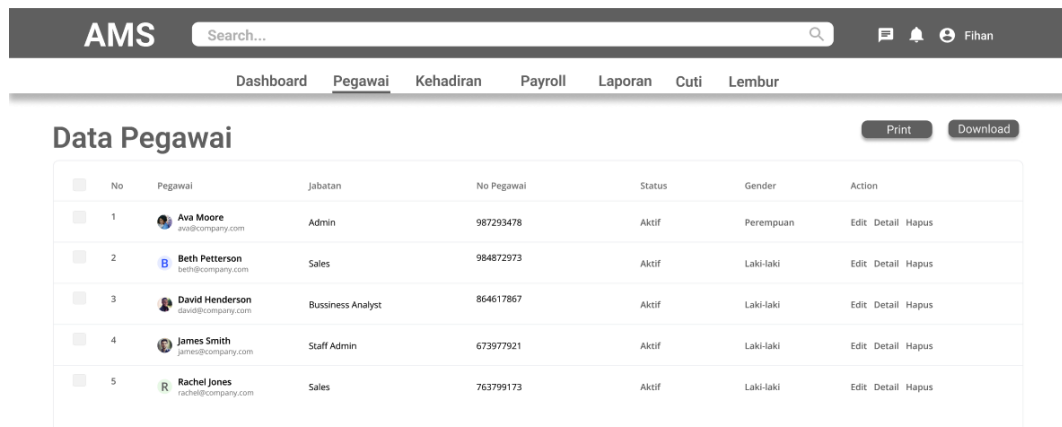 AMS Search... Fihan
Dashboard Pegawai Kehadiran Payroll Laporan Cuti Lembur
Data Pegawai Print Download
No Pegawai Jabatan No Pegawai Status Gender Action
1 Ava Moore Admin 987293478 Aktif Perempuan Edit Detail Hapus
ava@company.com
2 B Beth Petterson Sales 984872973 Aktif Laki-laki Edit Detail Hapus
beth@company.com
3 David Henderson Bussiness Analyst 864617867 Aktif Laki-laki Edit Detail Hapus
david@company.com
4 James Smith Staff Admin 673977921 Aktif Laki-laki Edit Detail Hapus
james@company.com
5 R Rachel Jones Sales 763799173 Aktif Laki-laki Edit Detail Hapus
rachel@company.com